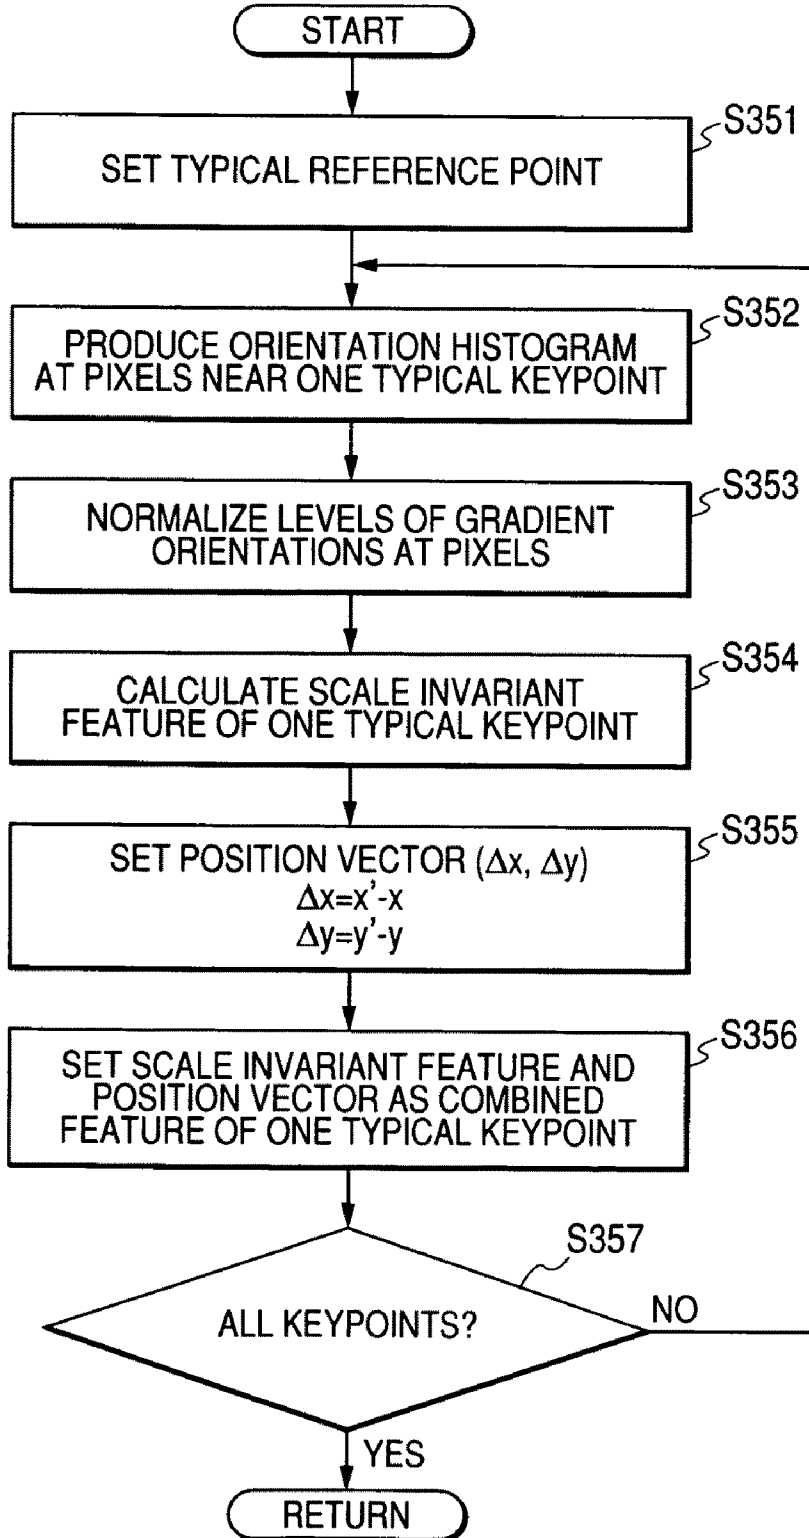 START
S351
SET TYPICAL REFERENCE POINT
S352
PRODUCE ORIENTATION HISTOGRAM
AT PIXELS NEAR ONE TYPICAL KEYPOINT
S353
NORMALIZE LEVELS OF GRADIENT
ORIENTATIONS AT PIXELS
S354
CALCULATE SCALE INVARIANT
FEATURE OF ONE TYPICAL KEYPOINT
S355
SET POSITION VECTOR (Δx, Δy)
Δx=x'-x
Δy=y'-y
S356
SET SCALE INVARIANT FEATURE AND
POSITION VECTOR AS COMBINED
FEATURE OF ONE TYPICAL KEYPOINT
S357
ALL KEYPOINTS?
NO
YES
RETURN